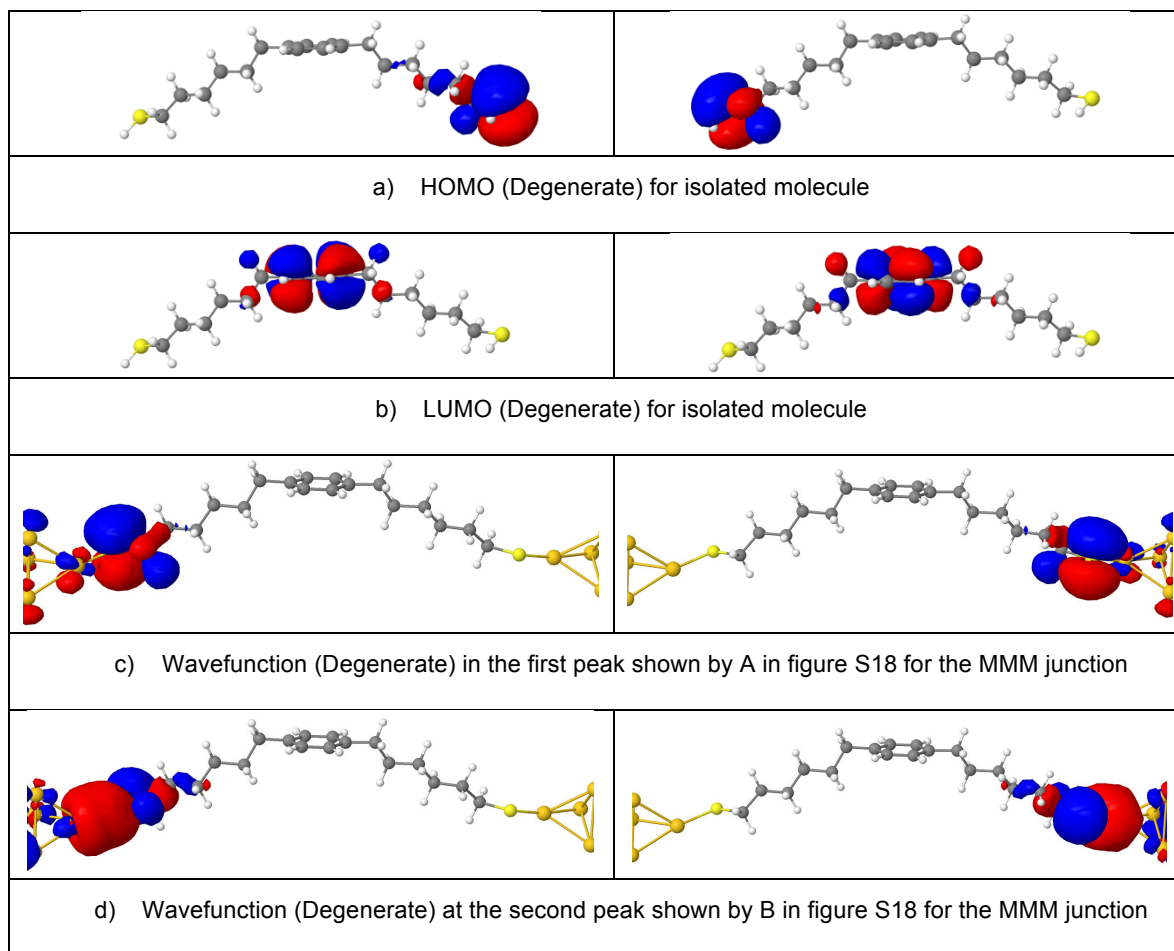 a) HOMO (Degenerate) for isolated molecule
b) LUMO (Degenerate) for isolated molecule
c) Wavefunction (Degenerate) in the first peak shown by A in figure S18 for the MMM junction
d) Wavefunction (Degenerate) at the second peak shown by B in figure S18 for the MMM junction